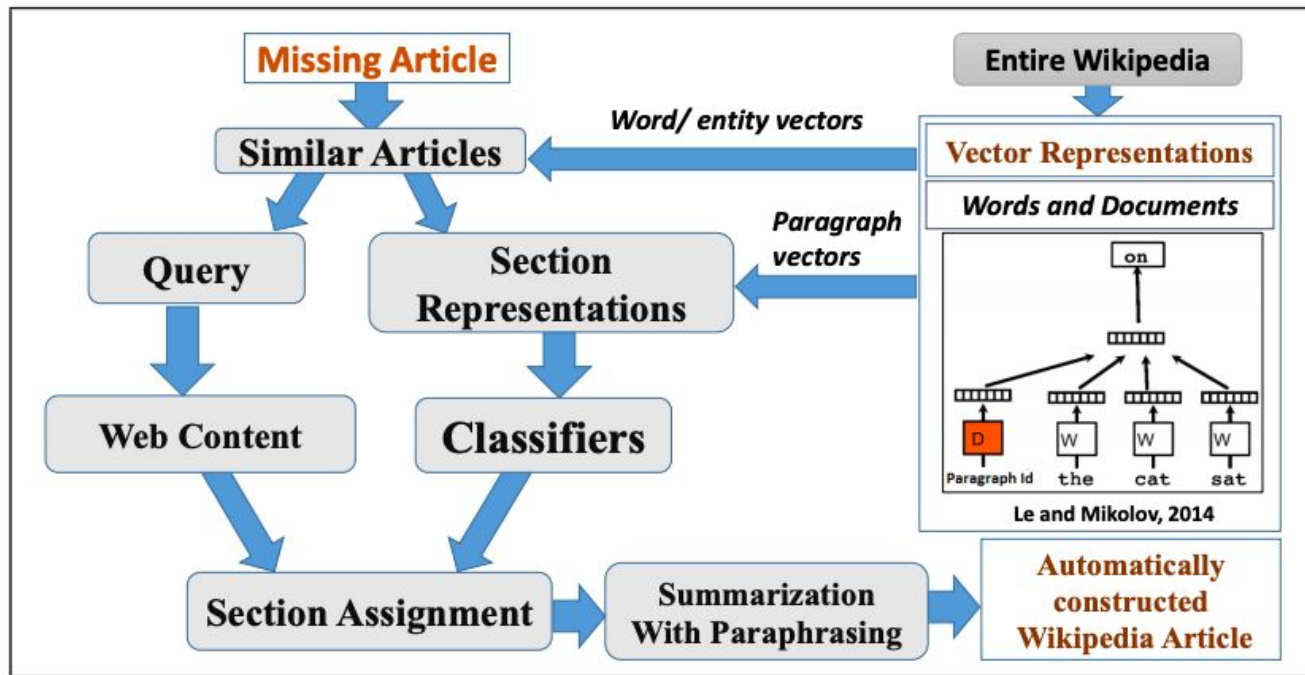 Missing Article
Entire Wikipedia
Word/ entity vectors
Similar Articles
Vector Representations
Words and Documents
Paragraph
vectors
Query
Section
Representations
on
Web Content
Classifiers
D
W
W
W
Paragraph Id
the
cat
sat
Le and Mikolov, 2014
Section Assignment
Summarization
With Paraphrasing
Automatically
constructed
Wikipedia Article